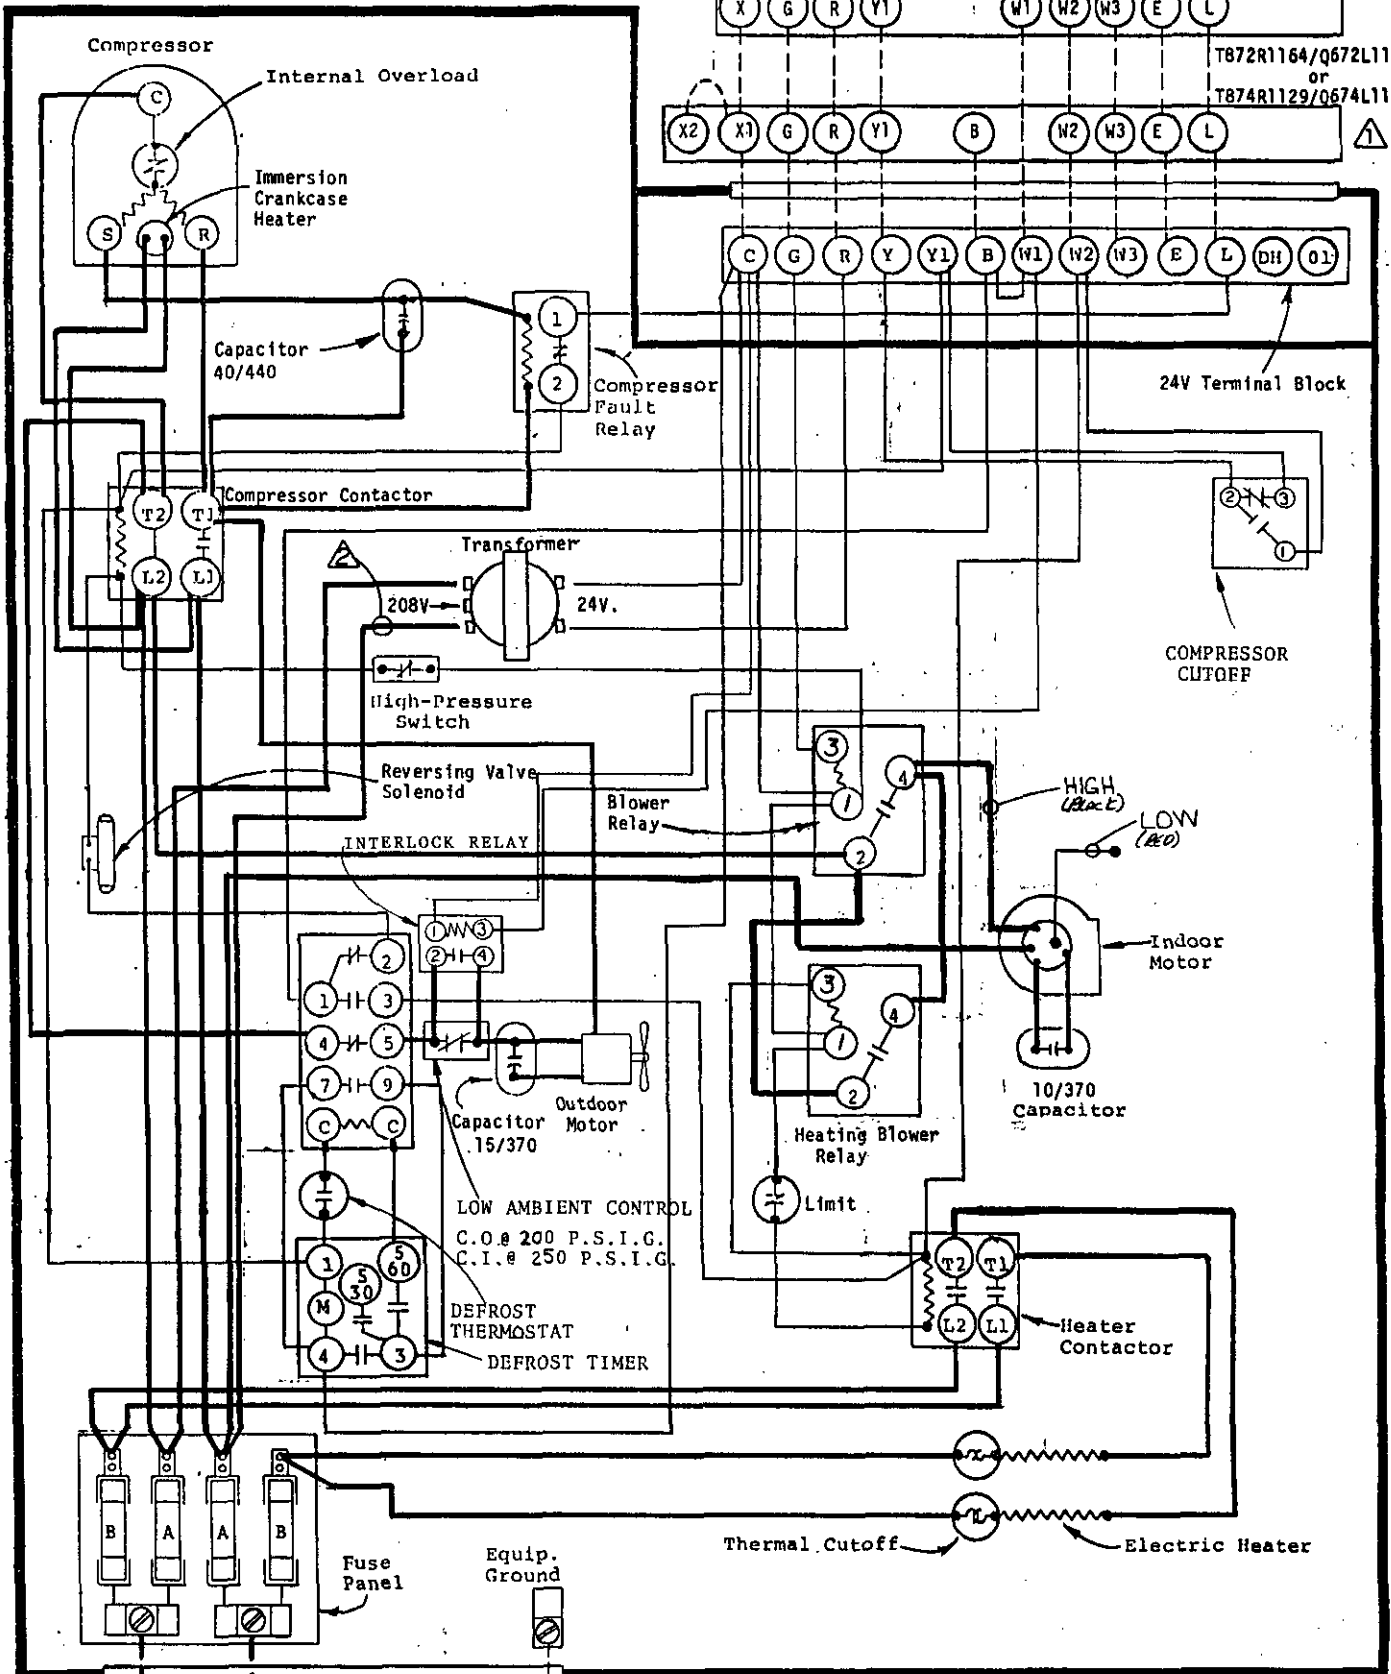 X G R Y1 W1 W2 W3 E L
Compressor
T872R1164/Q672L11
or
T874R1129/Q674L11
Internal Overload
C
X2 X1 G R Y1 B W2 W3 E L
1
Immersion
Crankcase
Heater
S R
C G R Y Y1 B W1 W2 W3 E L DH 01
1
Capacitor
40/440
2
Compressor
Fault
Relay
24V Terminal Block
Compressor Contactor
T2 T1
2 3
1
2
Transformer
L2 L1
208V
24V.
COMPRESSOR
CUTOFF
High-Pressure
Switch
3
4
1
2
Reversing Valve
Solenoid
Blower
Relay
HIGH
(Black)
LOW
(RED)
INTERLOCK RELAY
1 3
2 4
Indoor
Motor
2
1 3
4 5
7 9
C C
3
4
1
2
10/370
Capacitor
Capacitor
15/370
Outdoor
Motor
Heating Blower
Relay
Limit
LOW AMBIENT CONTROL
C.O.@ 200 P.S.I.G.
C.I.@ 250 P.S.I.G.
1
S
30
S
60
M
4 3
T2 T1
L2 L1
DEFROST
THERMOSTAT
DEFROST TIMER
Heater
Contactor
B A A B
Thermal Cutoff
Electric Heater
Fuse
Panel
Equip.
Ground